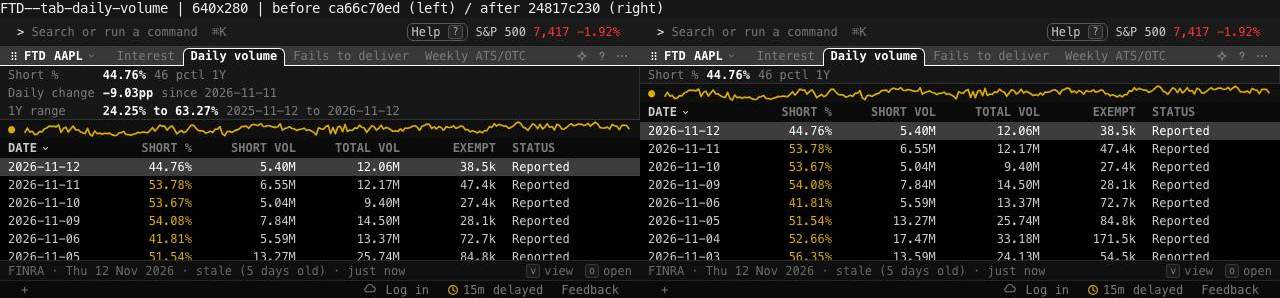 FTD--tab-daily-volume | 640x280 | before ca66c70ed (left) / after 24817c230 (right)
> Search or run a command ⌘K Help ? S&P 500 7,417 −1.92%
FTD AAPL Interest Daily volume Fails to deliver Weekly ATS/OTC ? ⋯
Short % 44.76% 46 pctl 1Y
Daily change −9.03pp since 2026-11-11
1Y range 24.25% to 63.27% 2025-11-12 to 2026-11-12
DATE SHORT % SHORT VOL TOTAL VOL EXEMPT STATUS
2026-11-12 44.76% 5.40M 12.06M 38.5k Reported
2026-11-11 53.78% 6.55M 12.17M 47.4k Reported
2026-11-10 53.67% 5.04M 9.40M 27.4k Reported
2026-11-09 54.08% 7.84M 14.50M 28.1k Reported
2026-11-06 41.81% 5.59M 13.37M 72.7k Reported
2026-11-05 51.54% 13.27M 25.74M 84.8k Reported
FINRA · Thu 12 Nov 2026 · stale (5 days old) · just now v view o open
+ Log in 15m delayed Feedback
> Search or run a command ⌘K Help ? S&P 500 7,417 −1.92%
FTD AAPL Interest Daily volume Fails to deliver Weekly ATS/OTC ? ⋯
Short % 44.76% 46 pctl 1Y
DATE SHORT % SHORT VOL TOTAL VOL EXEMPT STATUS
2026-11-12 44.76% 5.40M 12.06M 38.5k Reported
2026-11-11 53.78% 6.55M 12.17M 47.4k Reported
2026-11-10 53.67% 5.04M 9.40M 27.4k Reported
2026-11-09 54.08% 7.84M 14.50M 28.1k Reported
2026-11-06 41.81% 5.59M 13.37M 72.7k Reported
2026-11-05 51.54% 13.27M 25.74M 84.8k Reported
2026-11-04 52.66% 17.47M 33.18M 171.5k Reported
2026-11-03 56.35% 13.59M 24.13M 54.5k Reported
FINRA · Thu 12 Nov 2026 · stale (5 days old) · just now v view o open
+ Log in 15m delayed Feedback